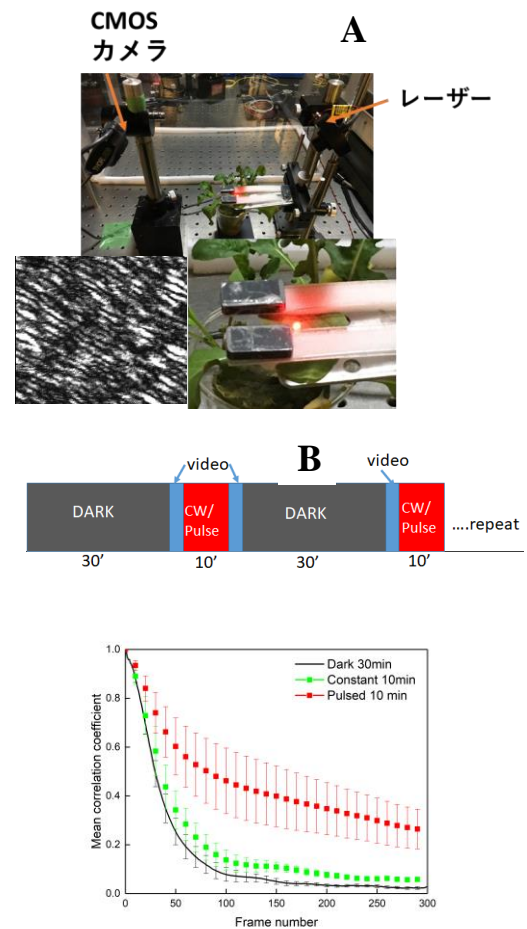 CMOS
カメラ
A
レーザー
video
B
video
DARK
CW/
Pulse
DARK
CW/
Pulse
....repeat
30’
10’
30’
10’
Mean correlation coefficient
1.0
0.8
0.6
0.4
0.2
0.0
Dark 30min
Constant 10min
Pulsed 10 min
0
50
100
150
200
250
300
Frame number